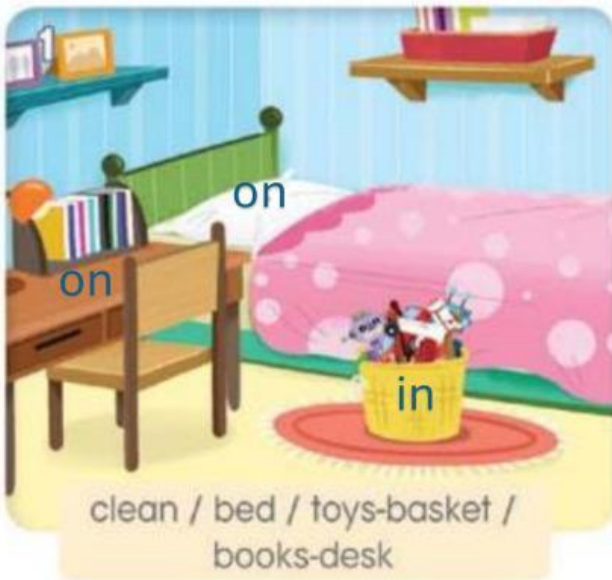 on
on
in
clean / bed / toys-basket /
books-desk